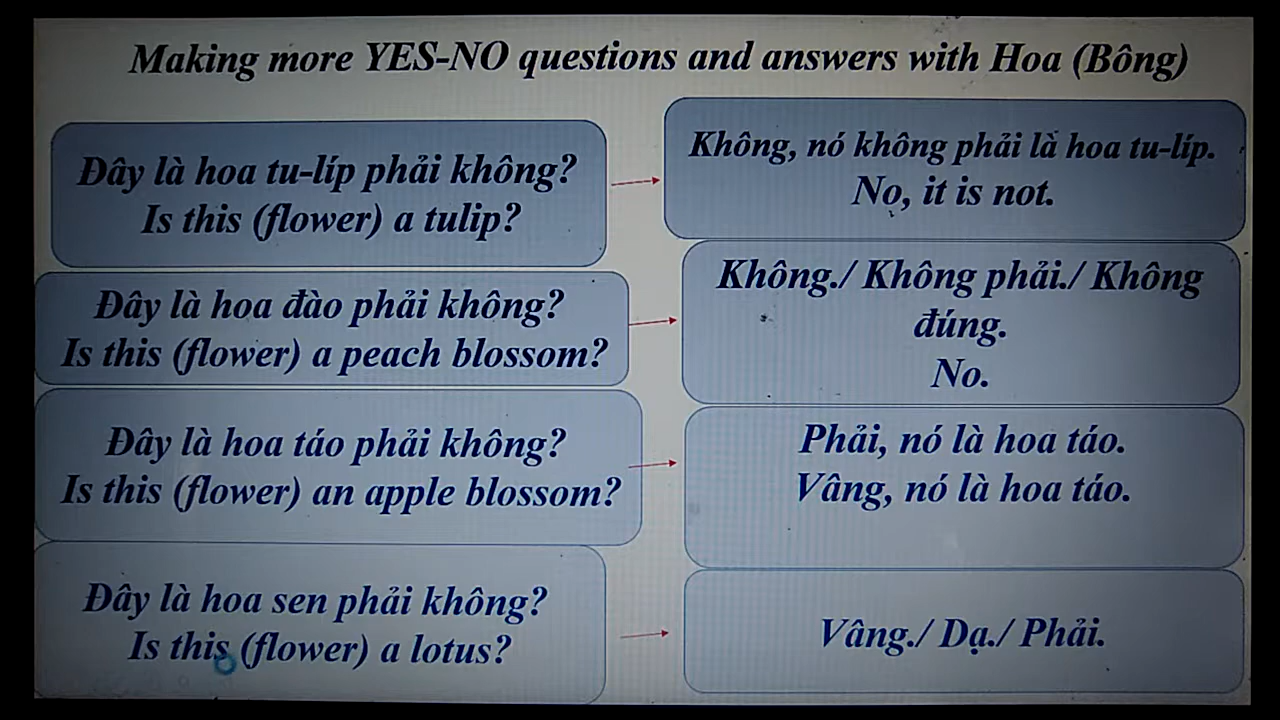 Making more YES-NO questions and answers with Hoa (Bông)
Đây là hoa tu-líp phải không?
Is this (flower) a tulip?
Không, nó không phải là hoa tu-líp.
No, it is not.
Đây là hoa đào phải không?
Is this (flower) a peach blossom?
Không./ Không phải./ Không
đúng.
No.
Đây là hoa táo phải không?
Is this (flower) an apple blossom?
Phải, nó là hoa táo.
Vâng, nó là hoa táo.
Đây là hoa sen phải không?
Is this (flower) a lotus?
Vâng./ Dạ./ Phải.